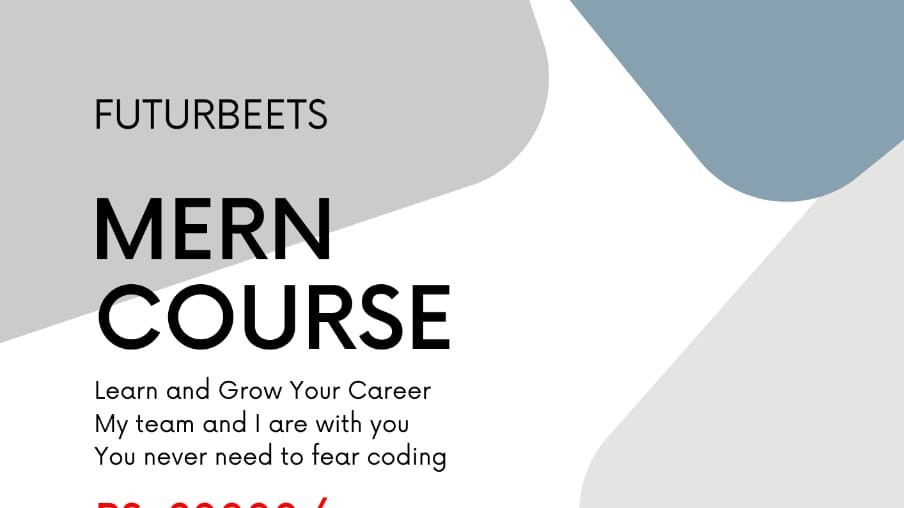 FUTURBEETS
MERN
COURSE
Learn and Grow Your Career
My team and I are with you
You never need to fear coding